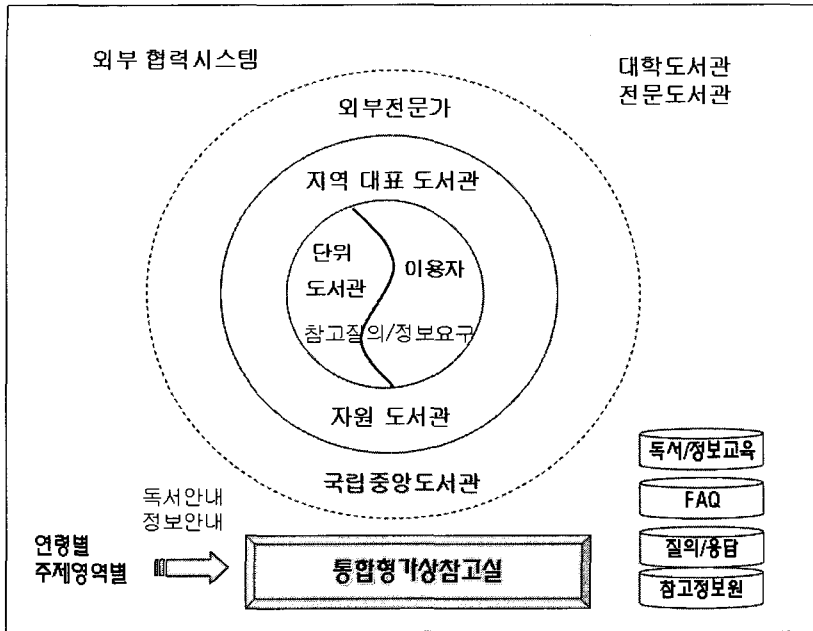 외부 협력시스템
대학도서관
전문도서관
외부전문가
지역 대표 도서관
단위
이용자
도서관
참고질의/정보요구
자원 도서관
국립중앙도서관
독서안내
정보안내
연령별
주제영역별
통합형가상참고실
독서/정보교육
FAQ
질의/응답
참고정보원